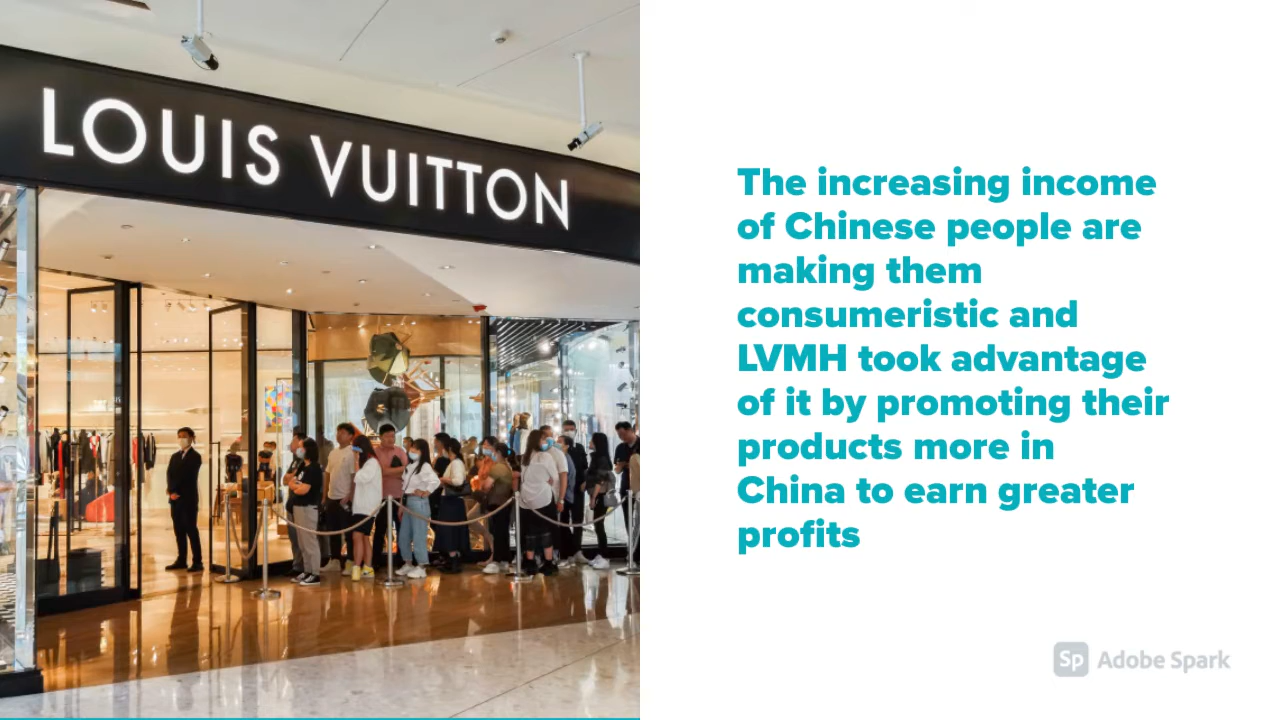 LOUIS VUITTON
The increasing income
of Chinese people are
making them
consumeristic and
LVMH took advantage
of it by promoting their
products more in
China to earn greater
profits
Sp Adobe Spark